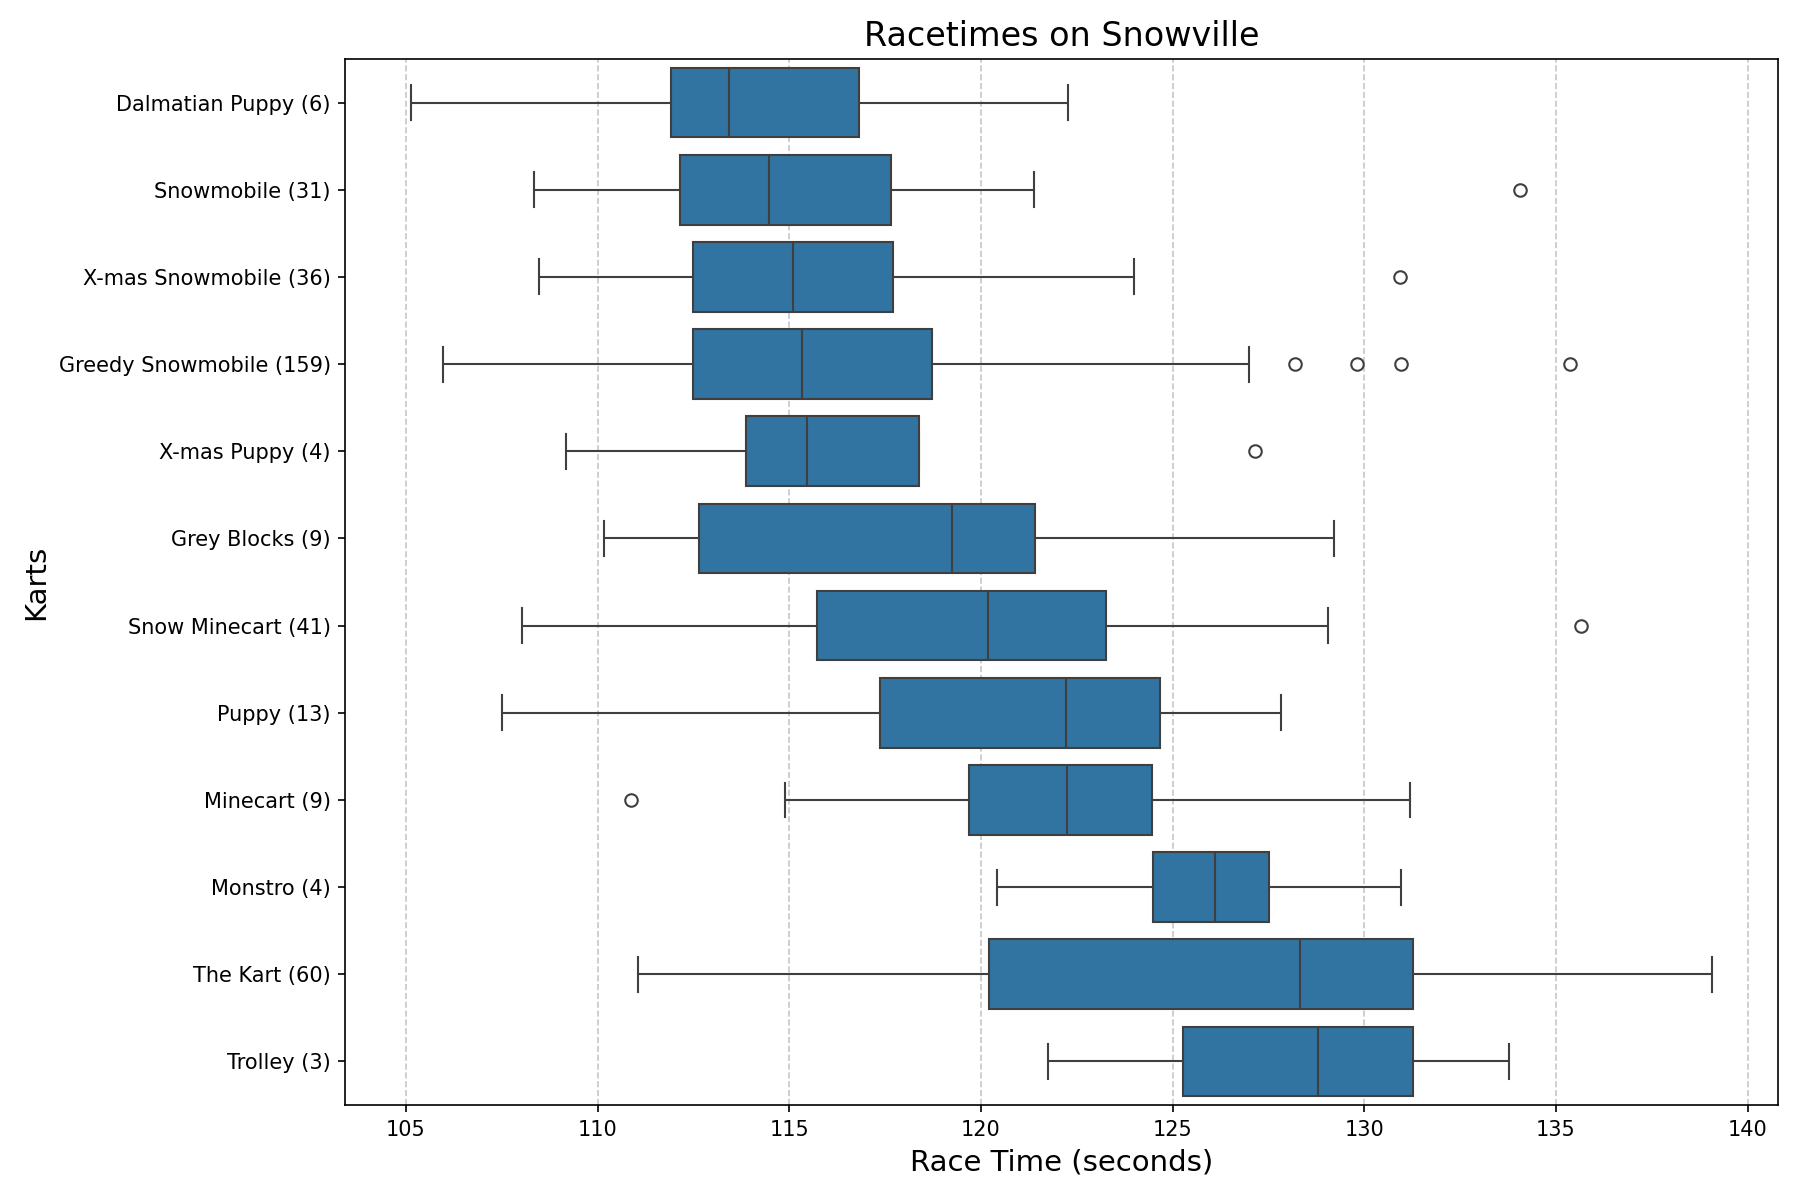 Racetimes on Snowville
Dalmatian Puppy (6)
Snowmobile (31)
X-mas Snowmobile (36)
Greedy Snowmobile (159)
X-mas Puppy (4)
Grey Blocks (9)
Snow Minecart (41)
Puppy (13)
Minecart (9)
Monstro (4)
The Kart (60)
Trolley (3)
Karts
105 110 115 120 125 130 135 140
Race Time (seconds)